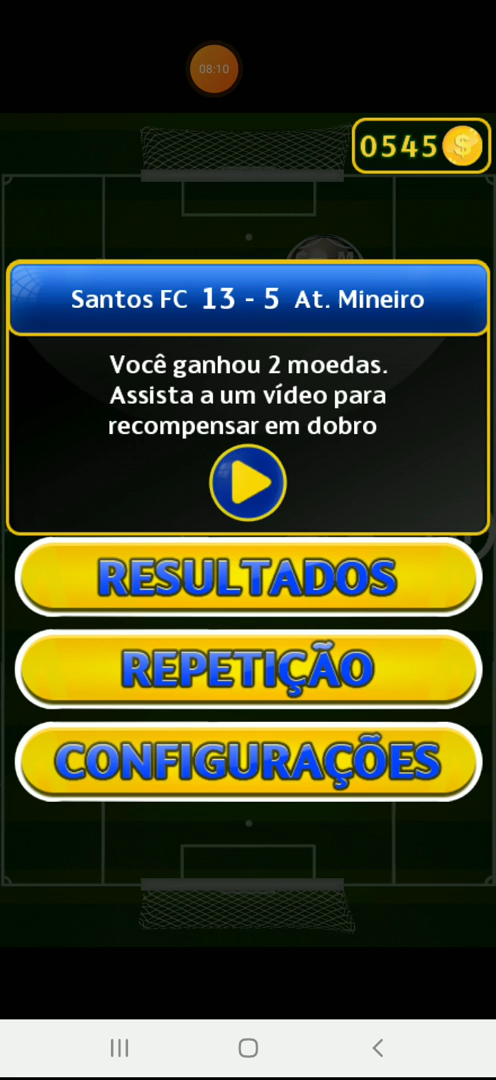 08:10
0545
Santos FC 13 - 5 At. Mineiro
Você ganhou 2 moedas.
Assista a um vídeo para
recompensar em dobro
RESULTADOS
REPETIÇÃO
CONFIGURAÇÕES